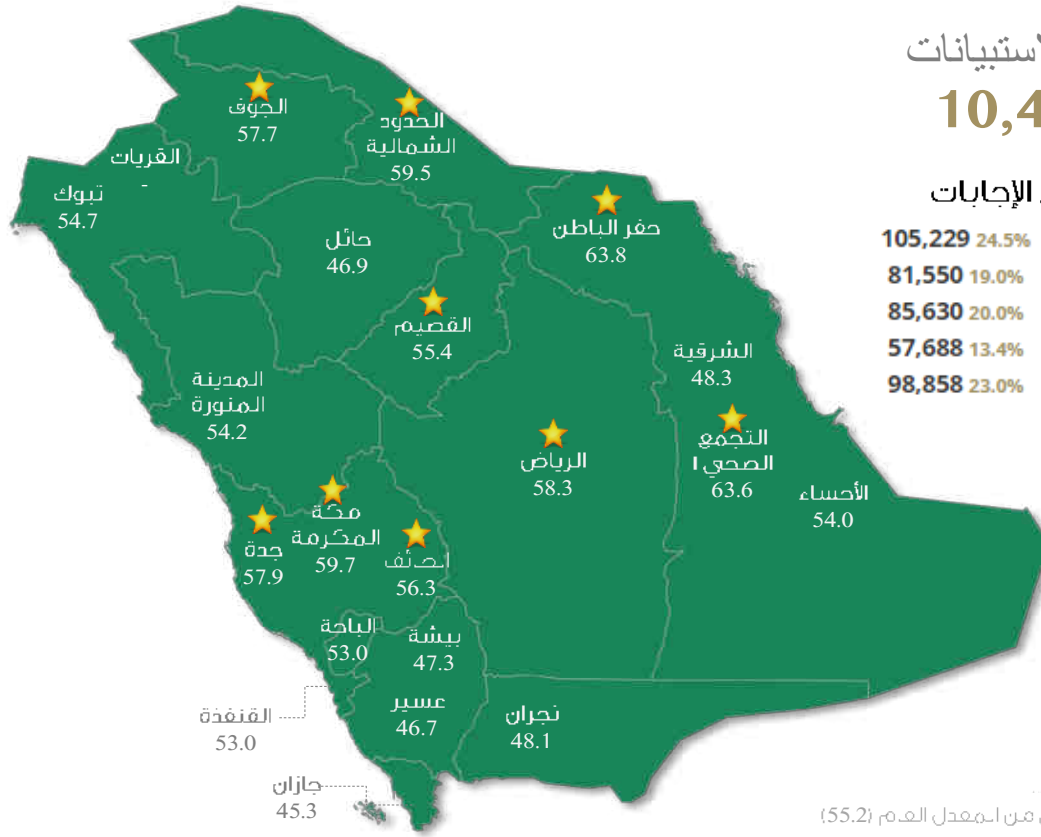 لاستبيانات
10,4
الإجابات
105,229 24.5%
81,550 19.0%
85,630 20.0%
57,688 13.4%
98,858 23.0%
الجوف
57.7
الحدود
الشمالية
59.5
القريات
-
تبوك
54.7
حائل
46.9
حفر الباطن
63.8
القصيم
55.4
الشرقية
48.3
المدينة
المنورة
54.2
الرياض
58.3
التجمع
الصحي ١
63.6
الأحساء
54.0
مكة
المكرمة
59.7
جدة
57.9
الطائف
56.3
الباحة
53.0
بيشة
47.3
عسير
46.7
نجران
48.1
القنفذة
53.0
جازان
45.3
من المعدل العام (55.2)